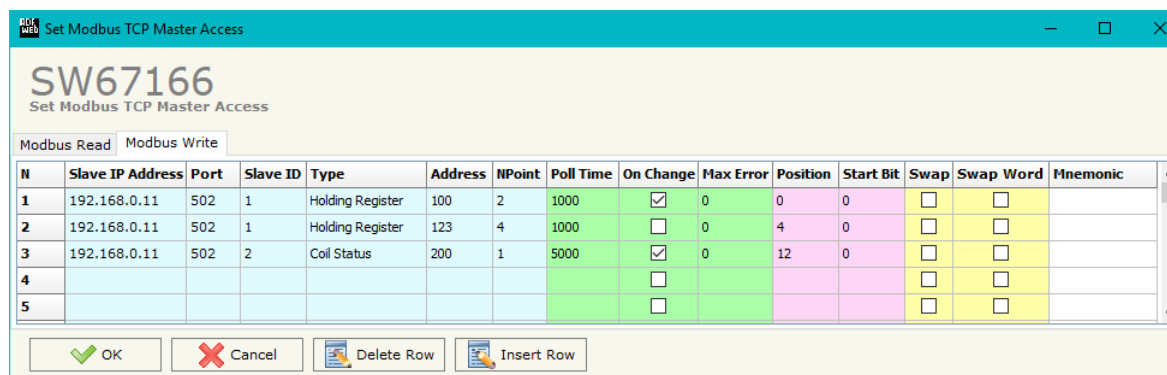 ADF WEB Set Modbus TCP Master Access
SW67166
Set Modbus TCP Master Access
Modbus Read Modbus Write
N Slave IP Address Port Slave ID Type Address NPoint Poll Time On Change Max Error Position Start Bit Swap Swap Word Mnemonic
1 192.168.0.11 502 1 Holding Register 100 2 1000 0 0 0
2 192.168.0.11 502 1 Holding Register 123 4 1000 0 4 0
3 192.168.0.11 502 2 Coil Status 200 1 5000 0 12 0
4
5
OK Cancel Delete Row Insert Row